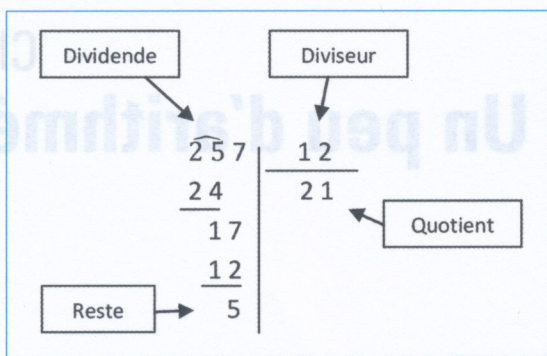 Dividende
Diviseur
Un peu d'arithmé
257 12
24 21
17
Quotient
12
Reste
5